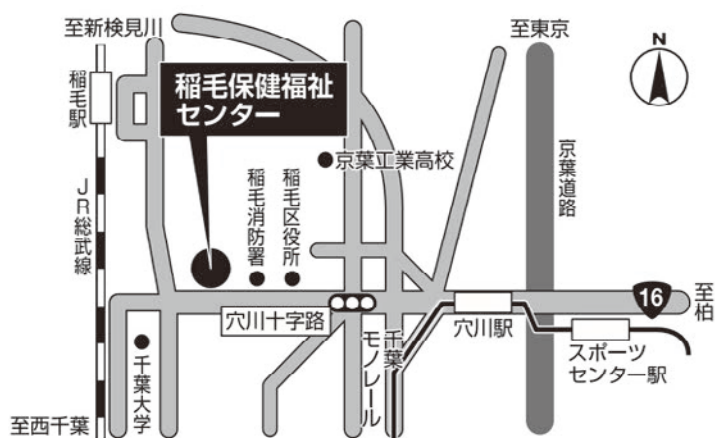 至新検見川
至東京
N
稲毛駅
稲毛保健福祉
センター
京葉工業高校
京葉道路
稲毛区役所
稲毛消防署
JR総武線
16
至柏
穴川十字路
穴川駅
千葉
モノレール
スポーツ
センター駅
千葉大学
至西千葉